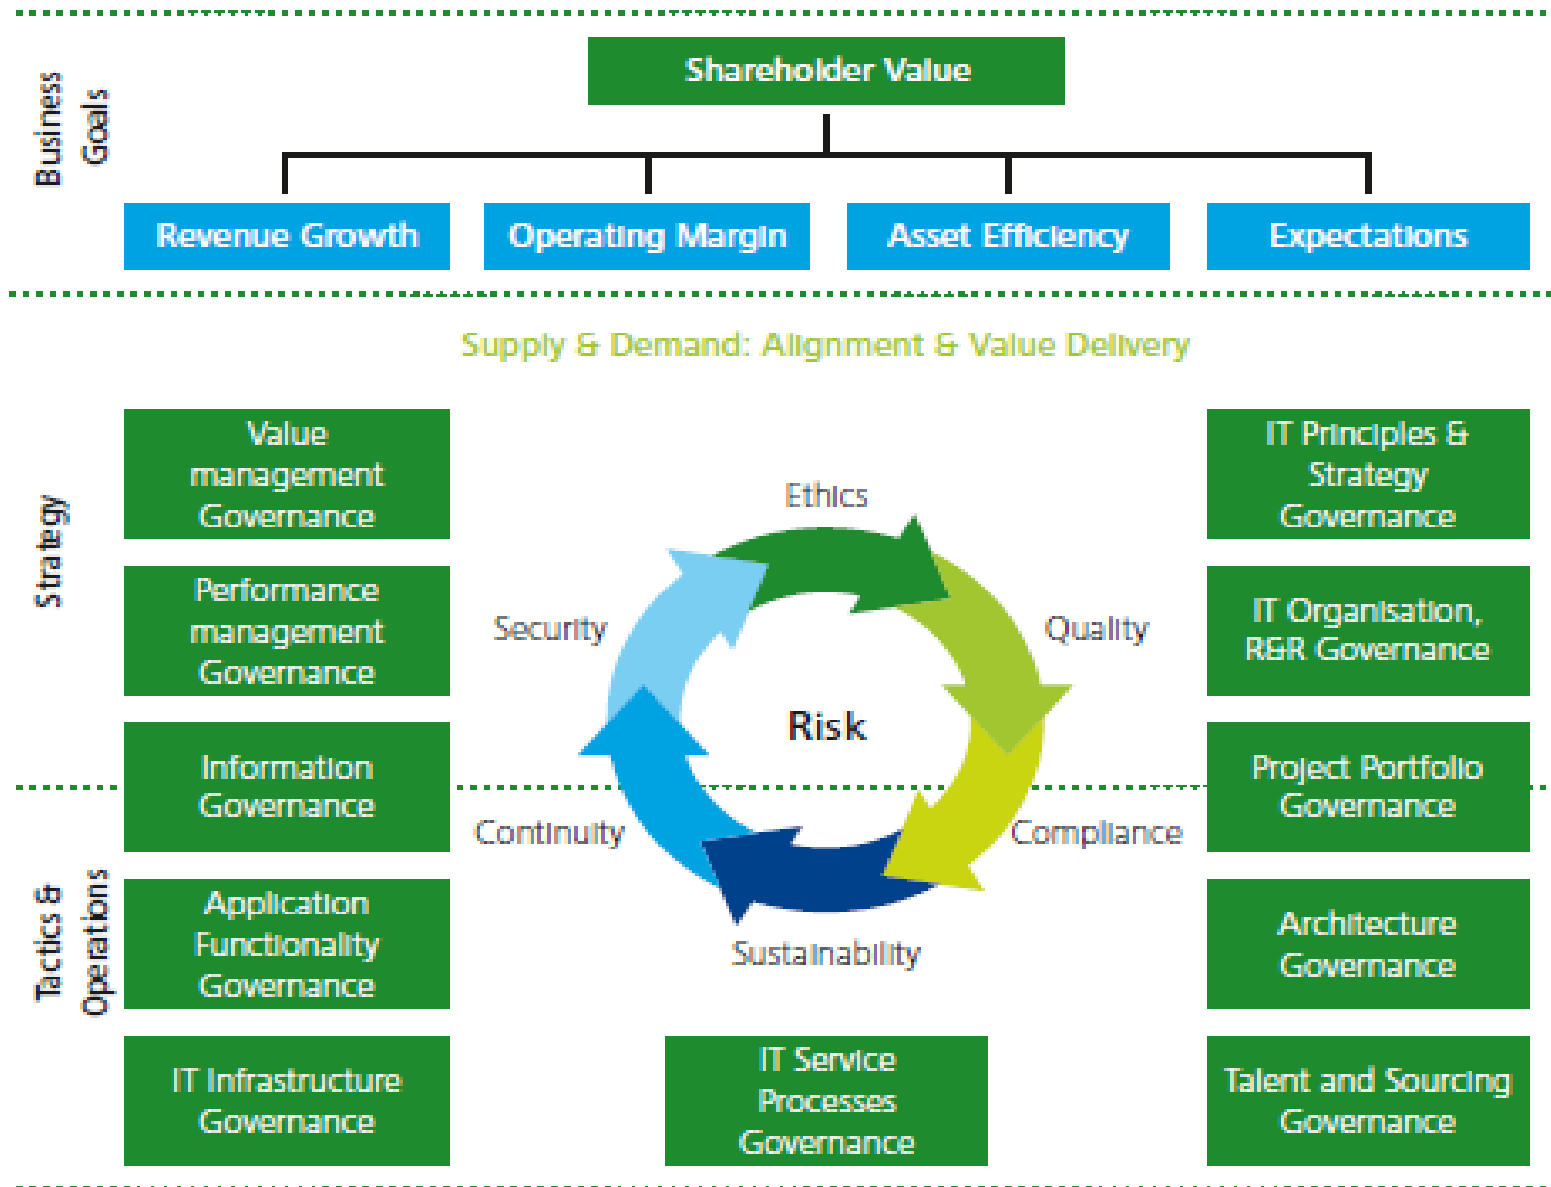 Business
Goals
Shareholder Value
Revenue Growth
Operating Margin
Asset Efficiency
Expectations
Supply & Demand: Alignment & Value Delivery
Strategy
Value
management
Governance
Performance
management
Governance
Information
Governance
Ethics
Quality
Compliance
Sustainability
Continuity
Security
Risk
IT Principles &
Strategy
Governance
IT Organisation,
R&R Governance
Project Portfolio
Governance
Tactics &
Operations
Application
Functionality
Governance
IT Infrastructure
Governance
IT Service
Processes
Governance
Architecture
Governance
Talent and Sourcing
Governance